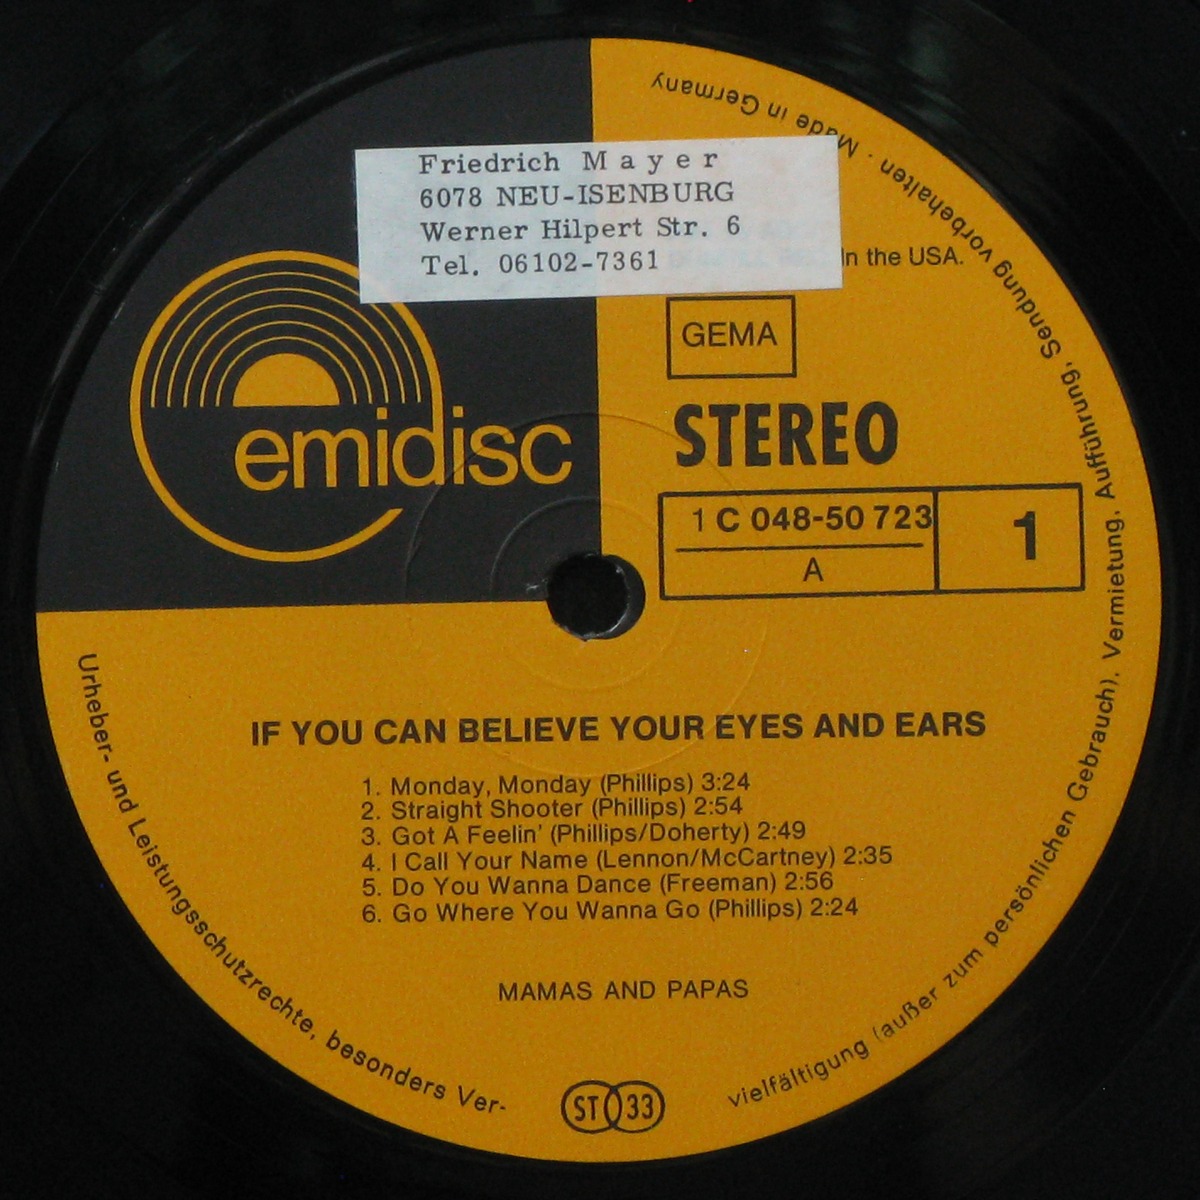 Friedrich Mayer
6078 NEU-ISENBURG
Werner Hilpert Str. 6
Tel. 06102-7361
In the USA.
GEMA
STEREO
emidisc
1 C 048-50 723
A
1
IF YOU CAN BELIEVE YOUR EYES AND EARS
1. Monday, Monday (Phillips) 3:24
2. Straight Shooter (Phillips) 2:54
3. Got A Feelin' (Phillips/Doherty) 2:49
4. I Call Your Name (Lennon/McCartney) 2:35
5. Do You Wanna Dance (Freeman) 2:56
6. Go Where You Wanna Go (Phillips) 2:24
MAMAS AND PAPAS
ST 33
Urheber- und Leistungsschutzrechte, besonders Ver-
vielfältigung (außer zum persönlichen Gebrauch). Vermietung, Aufführung, Sendung vorbehalten · Made in Germany